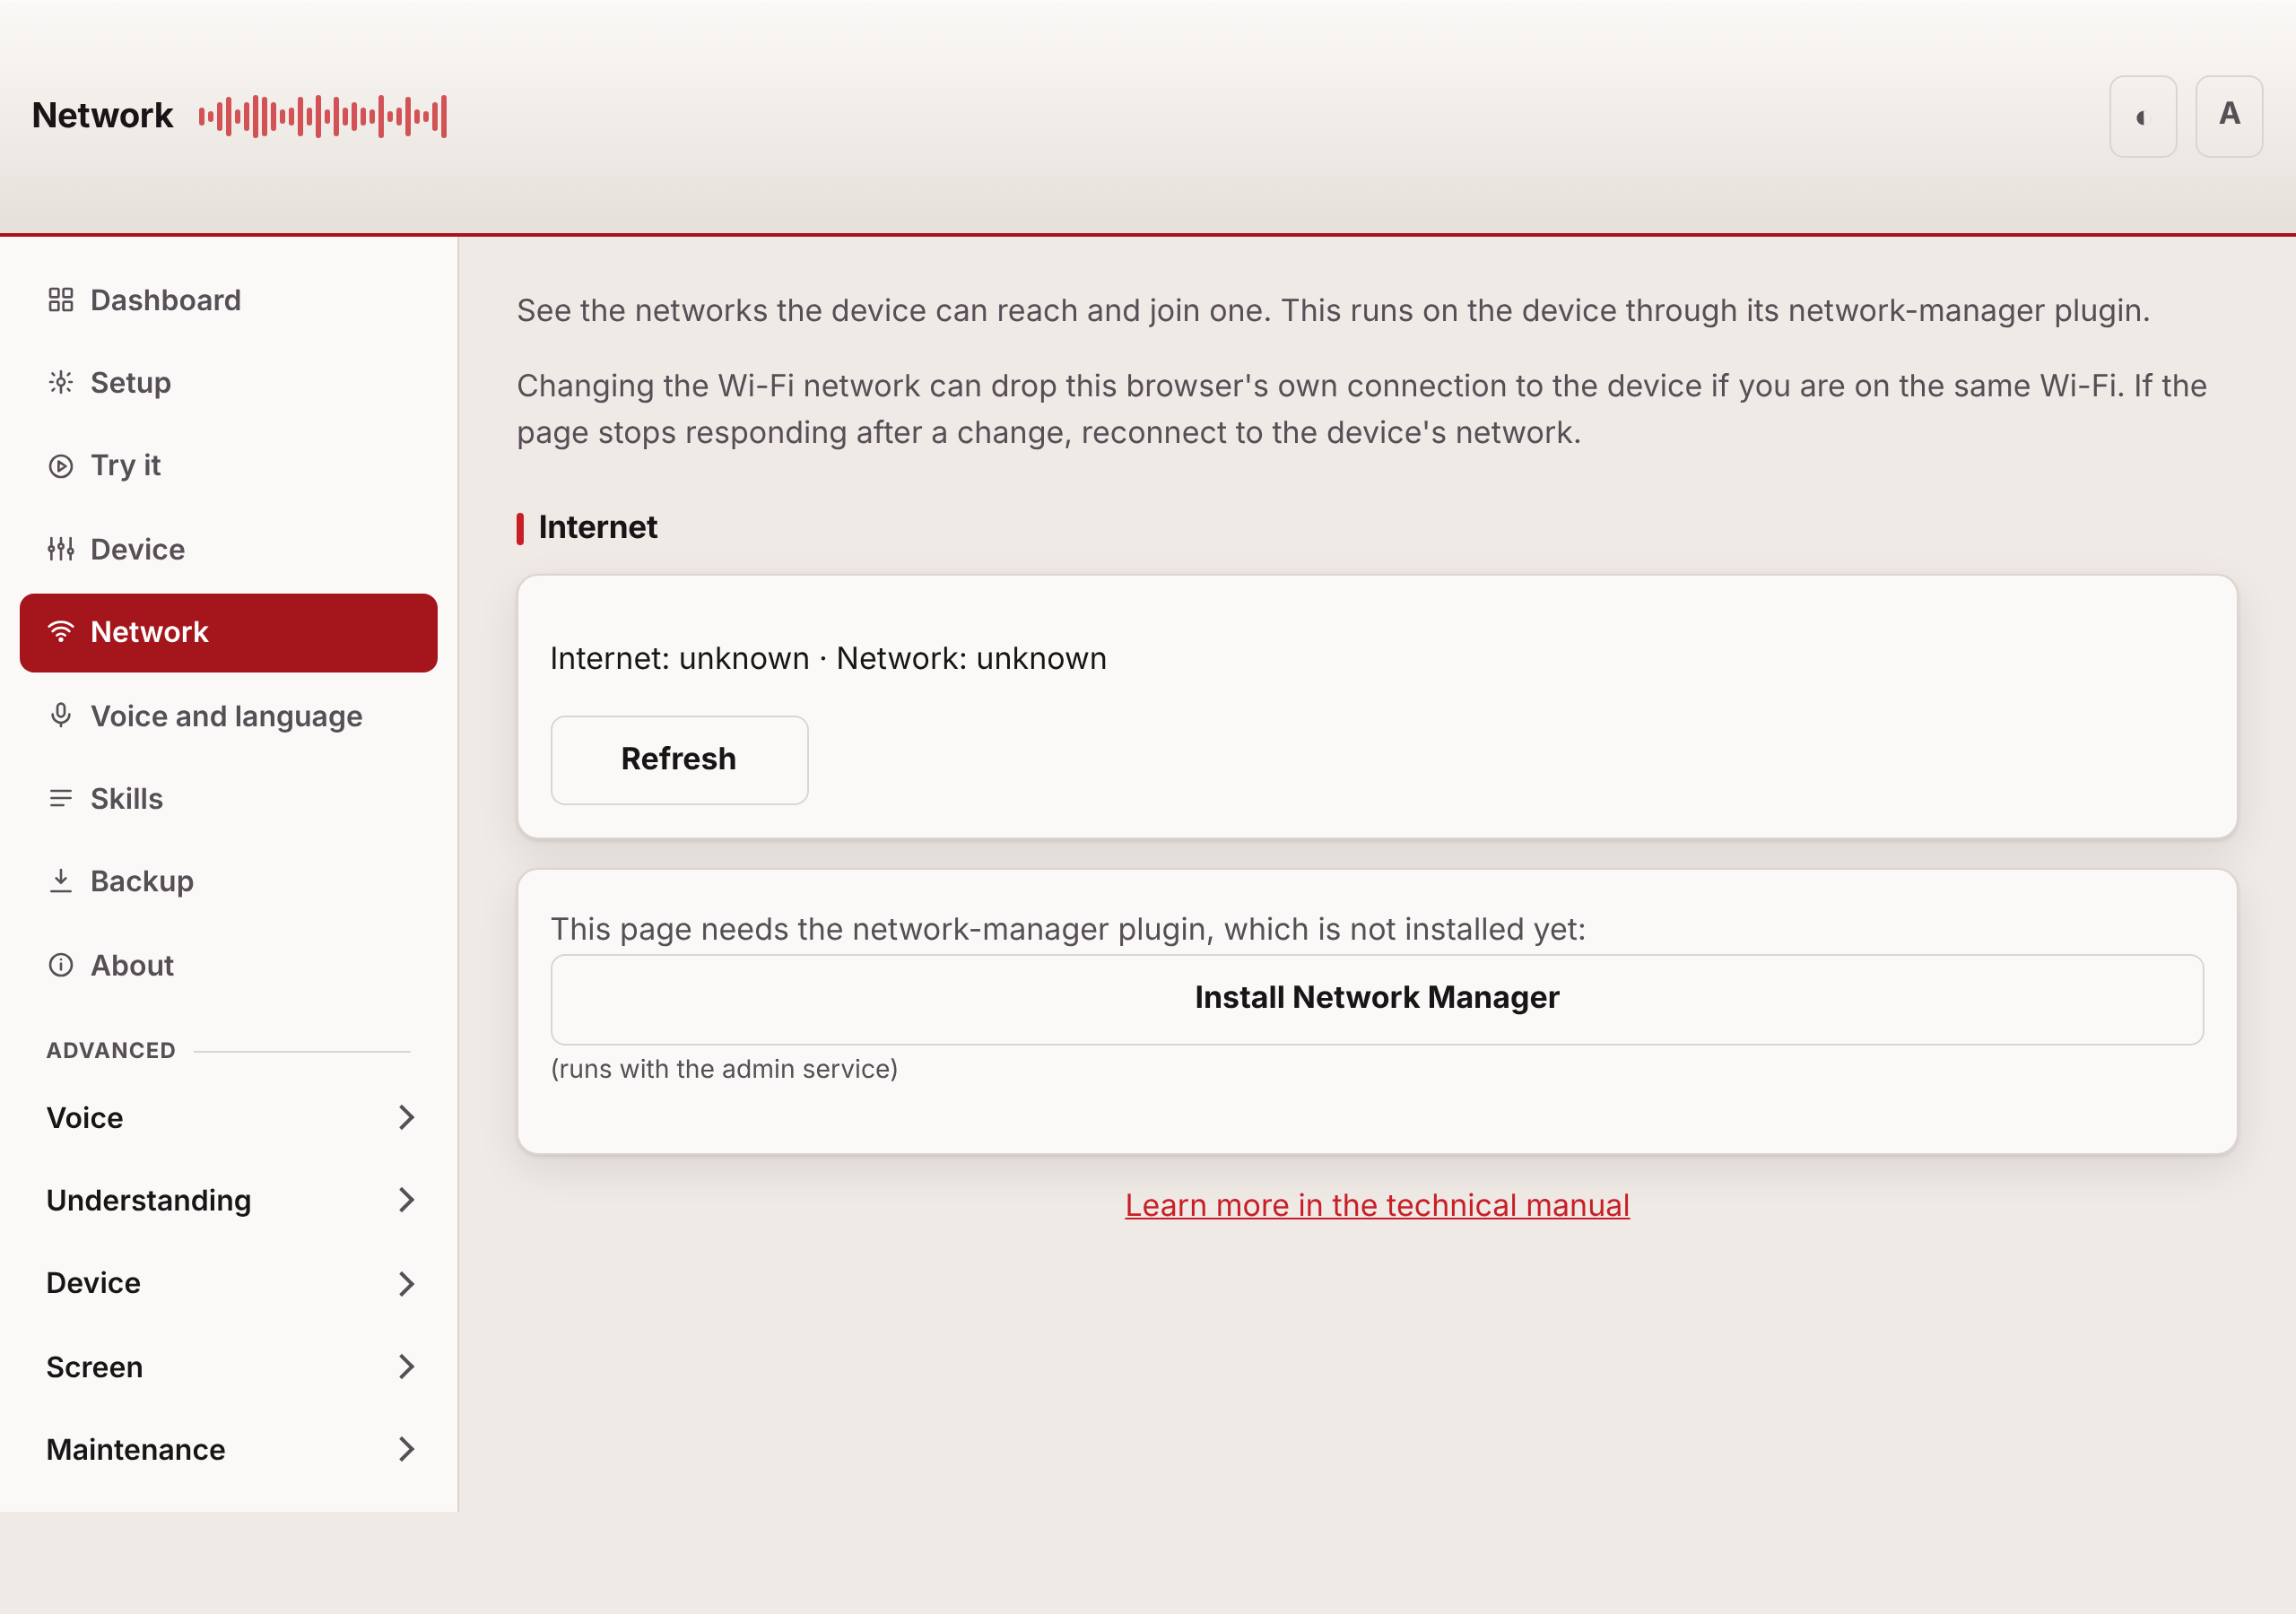 Network
A
Dashboard
Setup
Try it
Device
Network
Voice and language
Skills
Backup
About
ADVANCED
Voice
Understanding
Device
Screen
Maintenance
See the networks the device can reach and join one. This runs on the device through its network-manager plugin.
Changing the Wi-Fi network can drop this browser's own connection to the device if you are on the same Wi-Fi. If the
page stops responding after a change, reconnect to the device's network.
Internet
Internet: unknown · Network: unknown
Refresh
This page needs the network-manager plugin, which is not installed yet:
Install Network Manager
(runs with the admin service)
Learn more in the technical manual